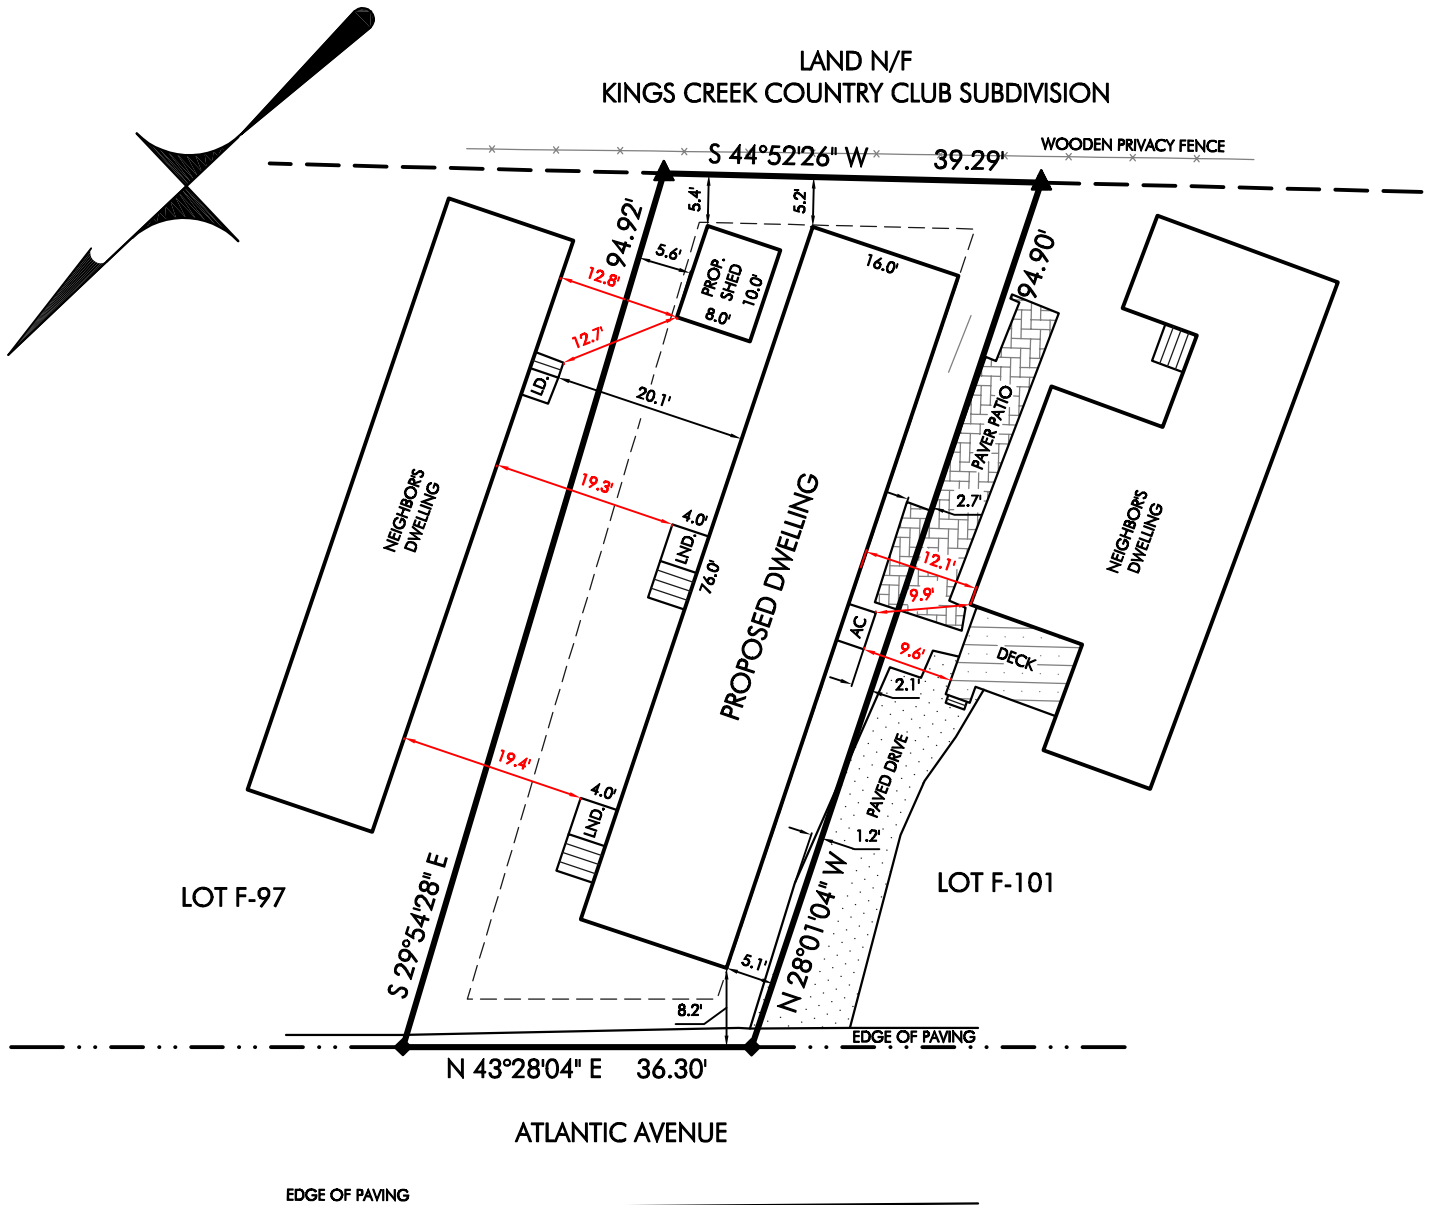 LAND N/F
KINGS CREEK COUNTRY CLUB SUBDIVISION
WOODEN PRIVACY FENCE
S 44°52'26" W 39.29'
94.92'
5.4'
5.2'
5.6'
12.8'
12.7'
PROP.
SHED
10.0'
8.0'
16.0'
94.90'
LD.
20.1'
PAVER PATIO
NEIGHBOR'S
DWELLING
19.3'
4.0'
LND.
76.0'
PROPOSED DWELLING
2.7'
12.1'
9.9'
NEIGHBOR'S
DWELLING
AC
9.6'
DECK
2.1'
19.4'
4.0'
LND.
PAVED DRIVE
1.2'
LOT F-97
S 29°54'28" E
N 28°01'04" W
LOT F-101
5.1'
8.2'
EDGE OF PAVING
N 43°28'04" E 36.30'
ATLANTIC AVENUE
EDGE OF PAVING